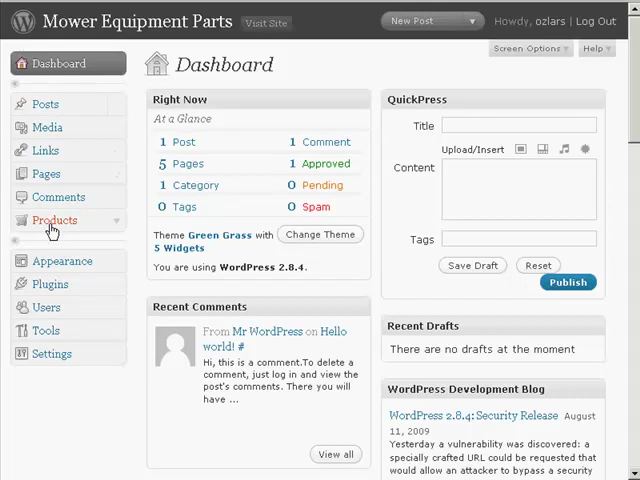 Mower Equipment Parts
Visit Site
New Post
Howdy, ozlars | Log Out
Screen Options
Help
Dashboard
Posts
Media
Links
Pages
Comments
Products
Appearance
Plugins
Users
Tools
Settings
Dashboard
Right Now
At a Glance
1 Post 1 Comment
5 Pages 1 Approved
1 Category 0 Pending
0 Tags 0 Spam
Theme Green Grass with
5 Widgets
Change Theme
You are using WordPress 2.8.4.
Recent Comments
From Mr WordPress on Hello
world! #
Hi, this is a comment.To delete a
comment, just log in and view the
post's comments. There you will
have ...
View all
QuickPress
Title
Upload/Insert
Content
Tags
Save Draft
Reset
Publish
Recent Drafts
There are no drafts at the moment
WordPress Development Blog
WordPress 2.8.4: Security Release August
11, 2009
Yesterday a vulnerability was discovered: a
specially crafted URL could be requested that
would allow an attacker to bypass a security